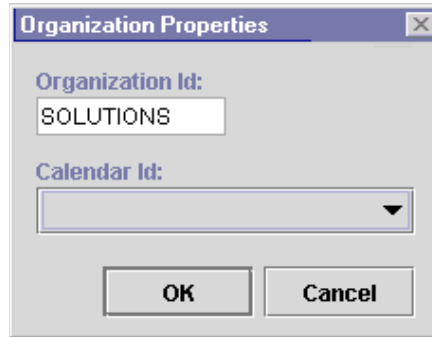 Organization Properties
Organization Id:
SOLUTIONS
Calendar Id:
OK
Cancel